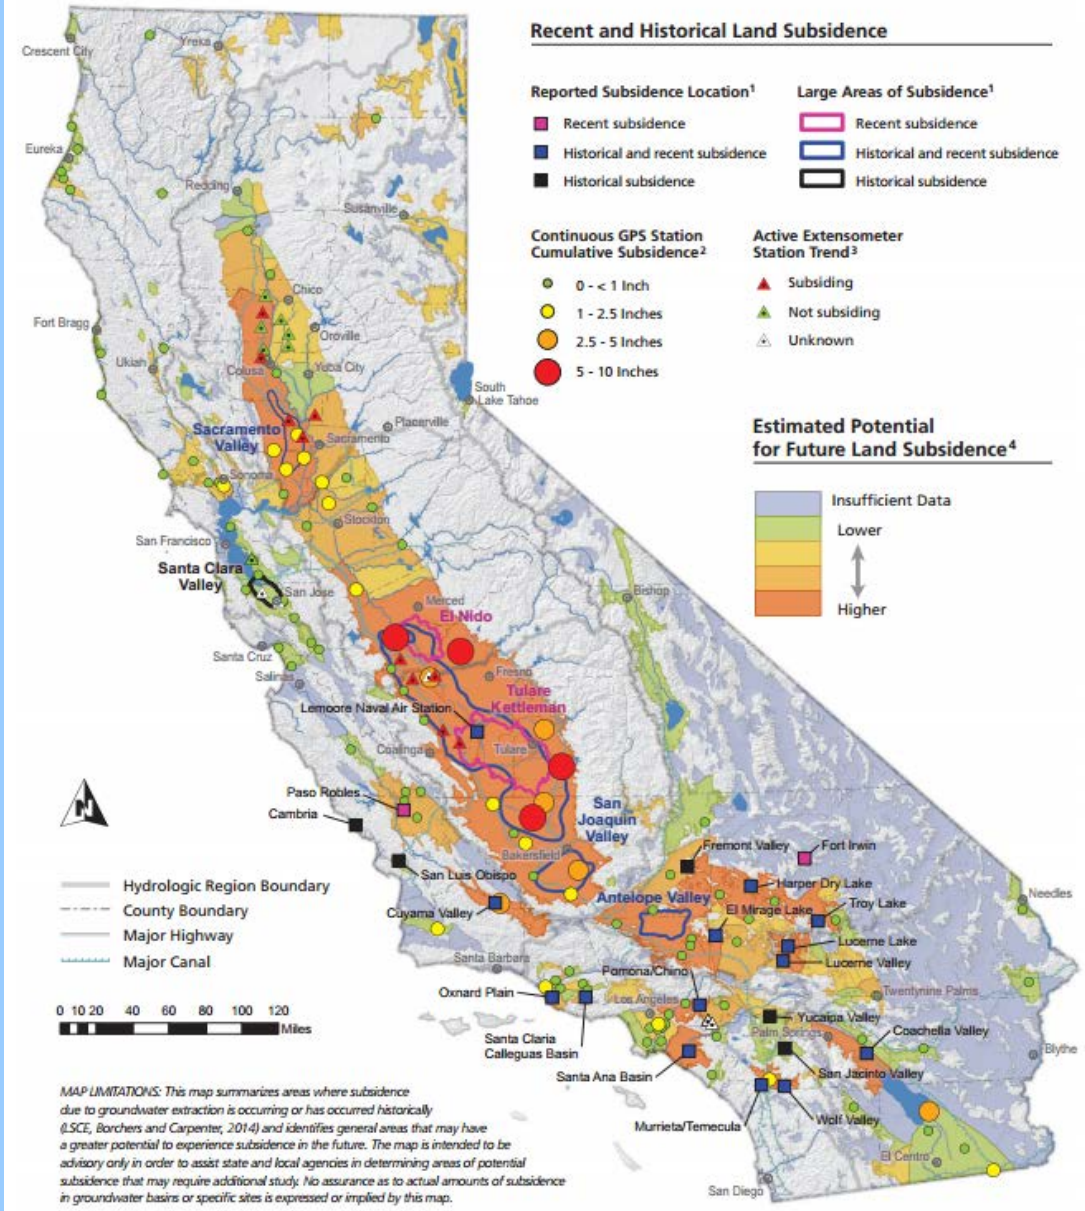 Recent and Historical Land Subsidence
Reported Subsidence Location1
Recent subsidence
Historical and recent subsidence
Historical subsidence
Large Areas of Subsidence1
Recent subsidence
Historical and recent subsidence
Historical subsidence
Continuous GPS Station
Cumulative Subsidence2
0 - < 1 Inch
1 - 2.5 Inches
2.5 - 5 Inches
5 - 10 Inches
Active Extensometer
Station Trend3
Subsiding
Not subsiding
Unknown
Estimated Potential
for Future Land Subsidence4
Insufficient Data
Lower
Higher
Crescent City
Yreka
Eureka
Redding
Susanville
Chico
Fort Bragg
Oroville
Ukiah
Colusa
Yuba City
South
Lake Tahoe
Placerville
Sacramento
Valley
Sacramento
Sonoma
Stockton
San Francisco
Santa Clara
Valley
San Jose
Bishop
Merced
El Nido
Santa Cruz
Salinas
Fresno
Tulare
Kettleman
Lemoore Naval Air Station
Coalinga
Tulare
Paso Robles
Cambria
San
Joaquin
Valley
Bakersfield
Fremont Valley
Fort Irwin
San Luis Obispo
Harper Dry Lake
Needles
Antelope Valley
Troy Lake
Cuyama Valley
El Mirage Lake
Lucerne Lake
Santa Barbara
Lucerne Valley
Pomona/Chino
Oxnard Plain
Los Angeles
Twentynine Palms
Yucaipa Valley
Palm Springs
Coachella Valley
Santa Claria
Calleguas Basin
Blythe
Santa Ana Basin
San Jacinto Valley
Murrieta/Temecula
Wolf Valley
El Centro
San Diego
N
Hydrologic Region Boundary
County Boundary
Major Highway
Major Canal
0 10 20 40 60 80 100 120
Miles
MAP LIMITATIONS: This map summarizes areas where subsidence
due to groundwater extraction is occurring or has occurred historically
(LSCE, Borchers and Carpenter, 2014) and identifies general areas that may have
a greater potential to experience subsidence in the future. The map is intended to be
advisory only in order to assist state and local agencies in determining areas of potential
subsidence that may require additional study. No assurance as to actual amounts of subsidence
in groundwater basins or specific sites is expressed or implied by this map.